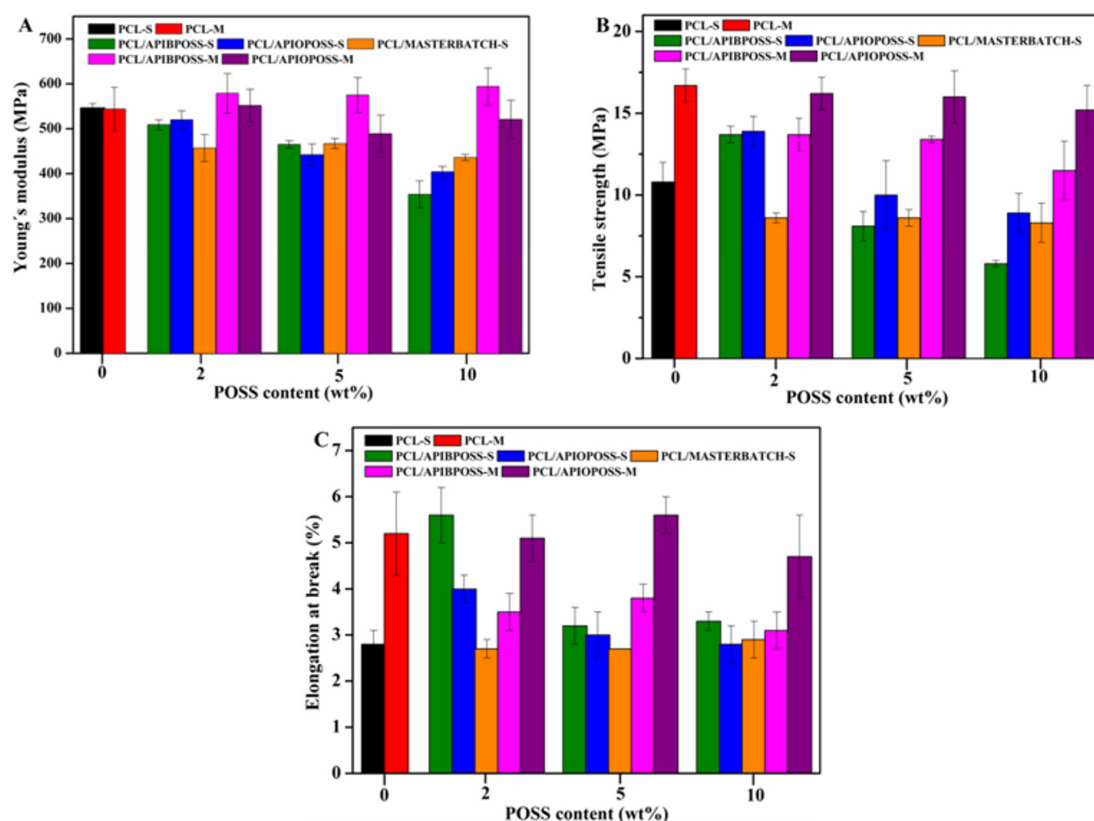 A
PCL-S PCL-M
PCL/APIBPOSS-S PCL/APIOPOSS-S PCL/MASTERBATCH-S
PCL/APIBPOSS-M PCL/APIOPOSS-M
Young´s modulus (MPa)
700
600
500
400
300
200
100
0
0 2 5 10
POSS content (wt%)
B
PCL-S PCL-M
PCL/APIBPOSS-S PCL/APIOPOSS-S PCL/MASTERBATCH-S
PCL/APIBPOSS-M PCL/APIOPOSS-M
Tensile strength (MPa)
20
15
10
5
0
0 2 5 10
POSS content (wt%)
C
PCL-S PCL-M
PCL/APIBPOSS-S PCL/APIOPOSS-S PCL/MASTERBATCH-S
PCL/APIBPOSS-M PCL/APIOPOSS-M
Elongation at break (%)
7
6
5
4
3
2
1
0
0 2 5 10
POSS content (wt%)